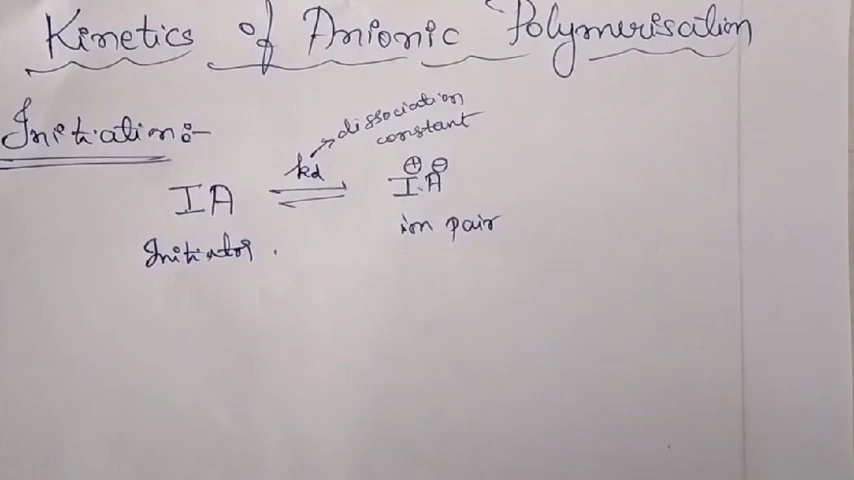 Kinetics of Anionic Polymerisation
Initiation:-
dissociation
constant
kd
IA ⇌ I⊕ A⊖
Initiator.
ion pair